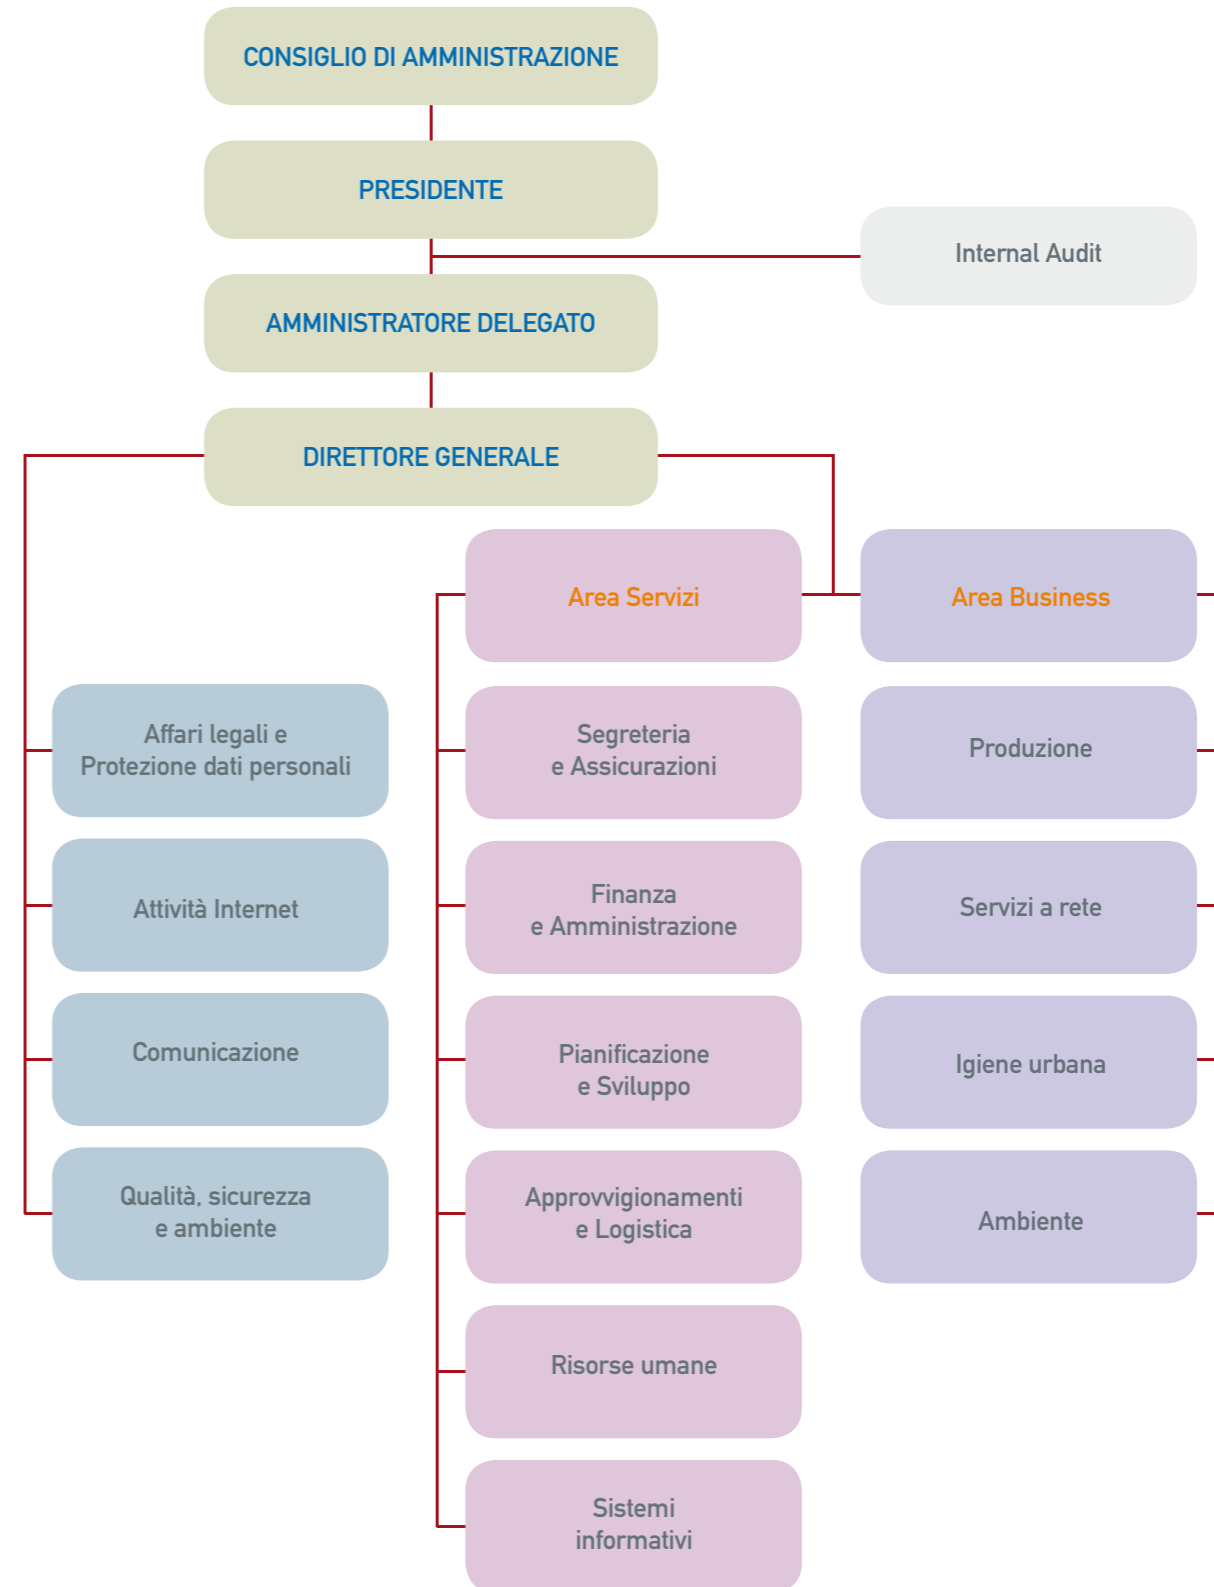 CONSIGLIO DI AMMINISTRAZIONE
PRESIDENTE
Internal Audit
AMMINISTRATORE DELEGATO
DIRETTORE GENERALE
Area Servizi
Area Business
Affari legali e
Protezione dati personali
Attività Internet
Comunicazione
Qualità, sicurezza
e ambiente
Segreteria
e Assicurazioni
Finanza
e Amministrazione
Pianificazione
e Sviluppo
Approvvigionamenti
e Logistica
Risorse umane
Sistemi
informativi
Produzione
Servizi a rete
Igiene urbana
Ambiente